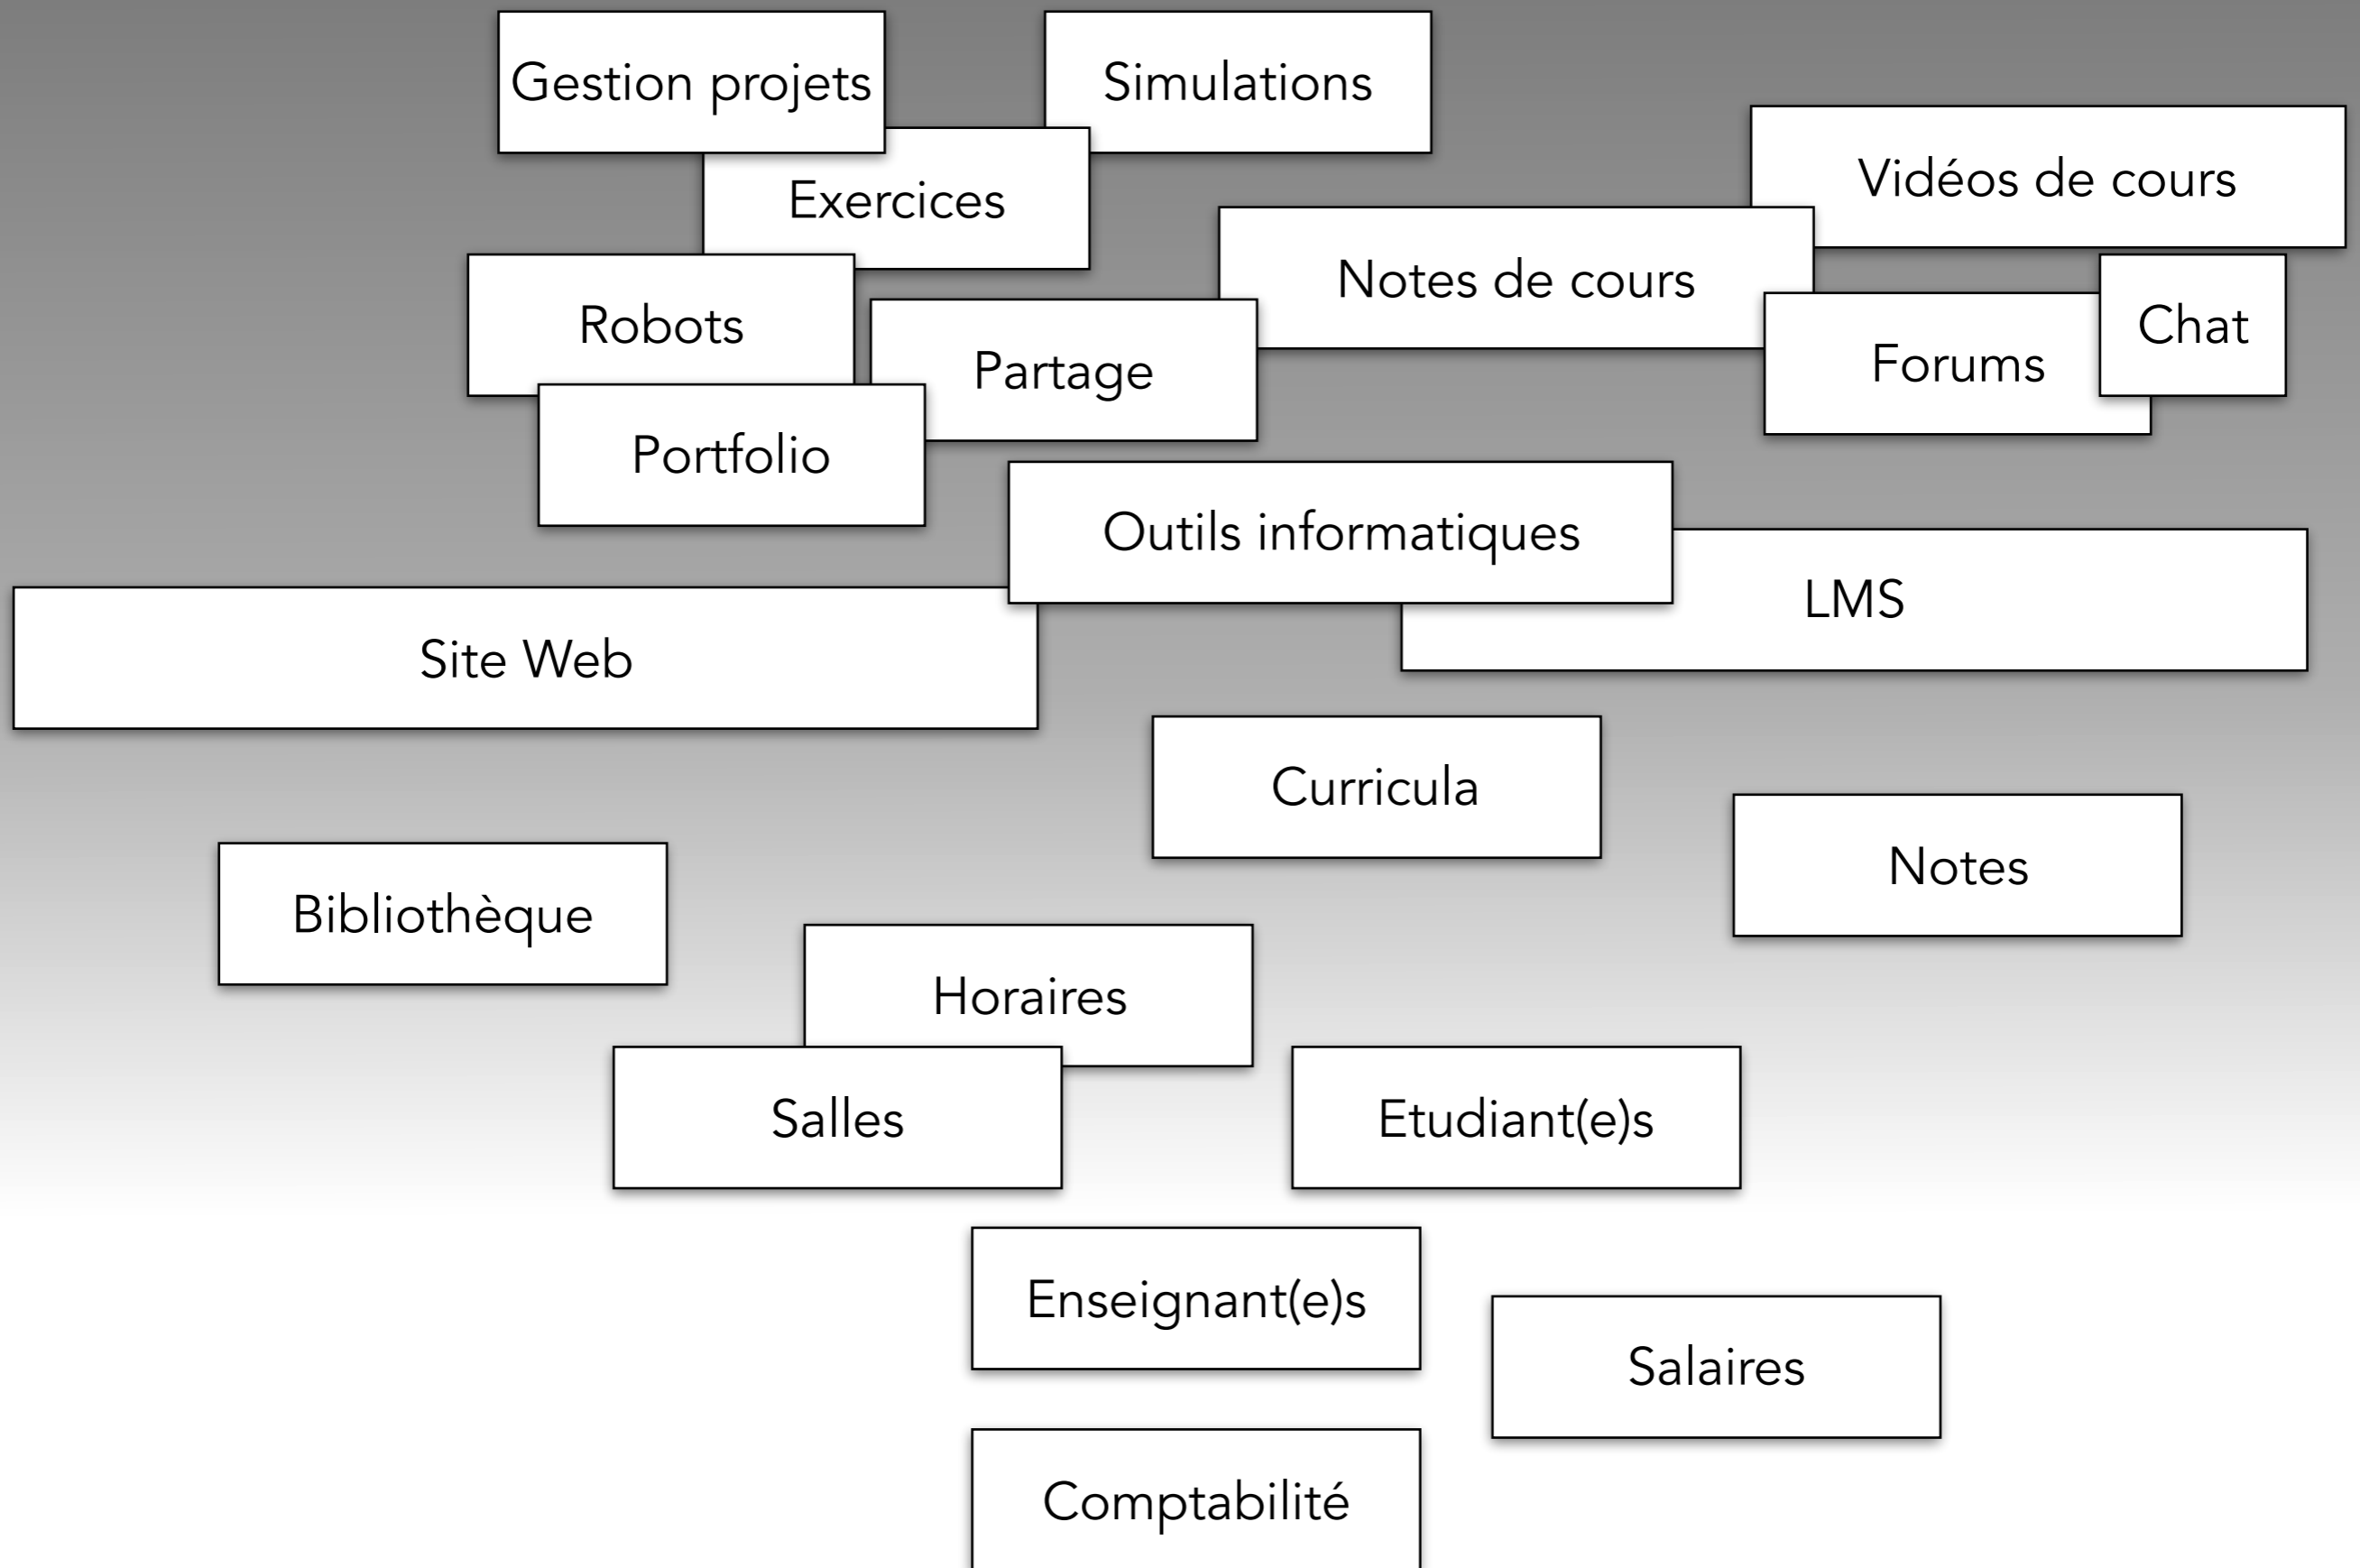 Gestion projets
Simulations
Vidéos de cours
Exercices
Notes de cours
Robots
Chat
Partage
Forums
Portfolio
Outils informatiques
LMS
Site Web
Curricula
Notes
Bibliothèque
Horaires
Salles
Etudiant(e)s
Enseignant(e)s
Salaires
Comptabilité